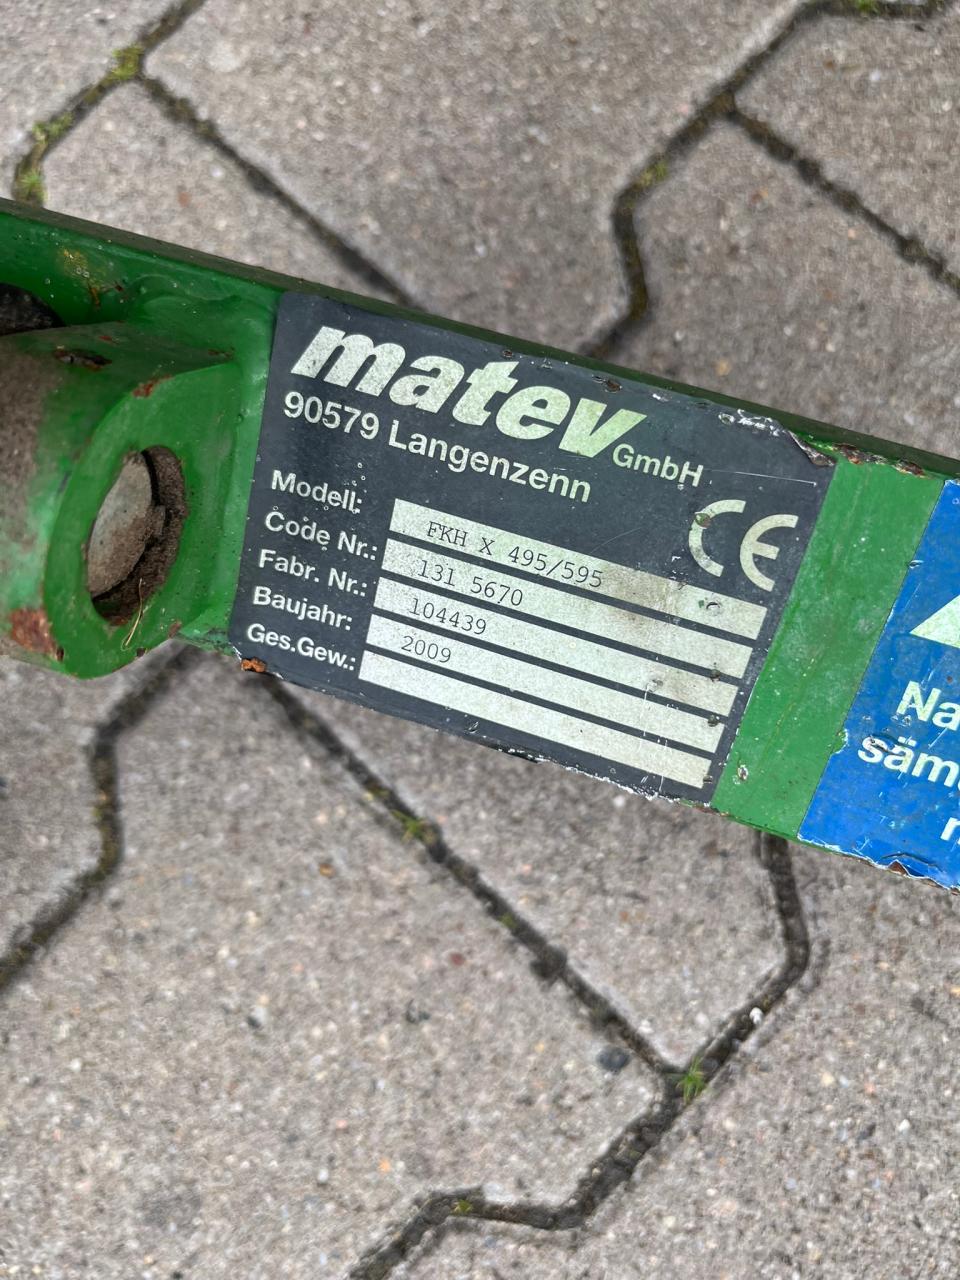 matev GmbH
90579 Langenzenn
CE
Modell: FKH X 495/595
Code Nr.: 131 5670
Fabr. Nr.: 104439
Baujahr: 2009
Ges.Gew.:
Na
säm